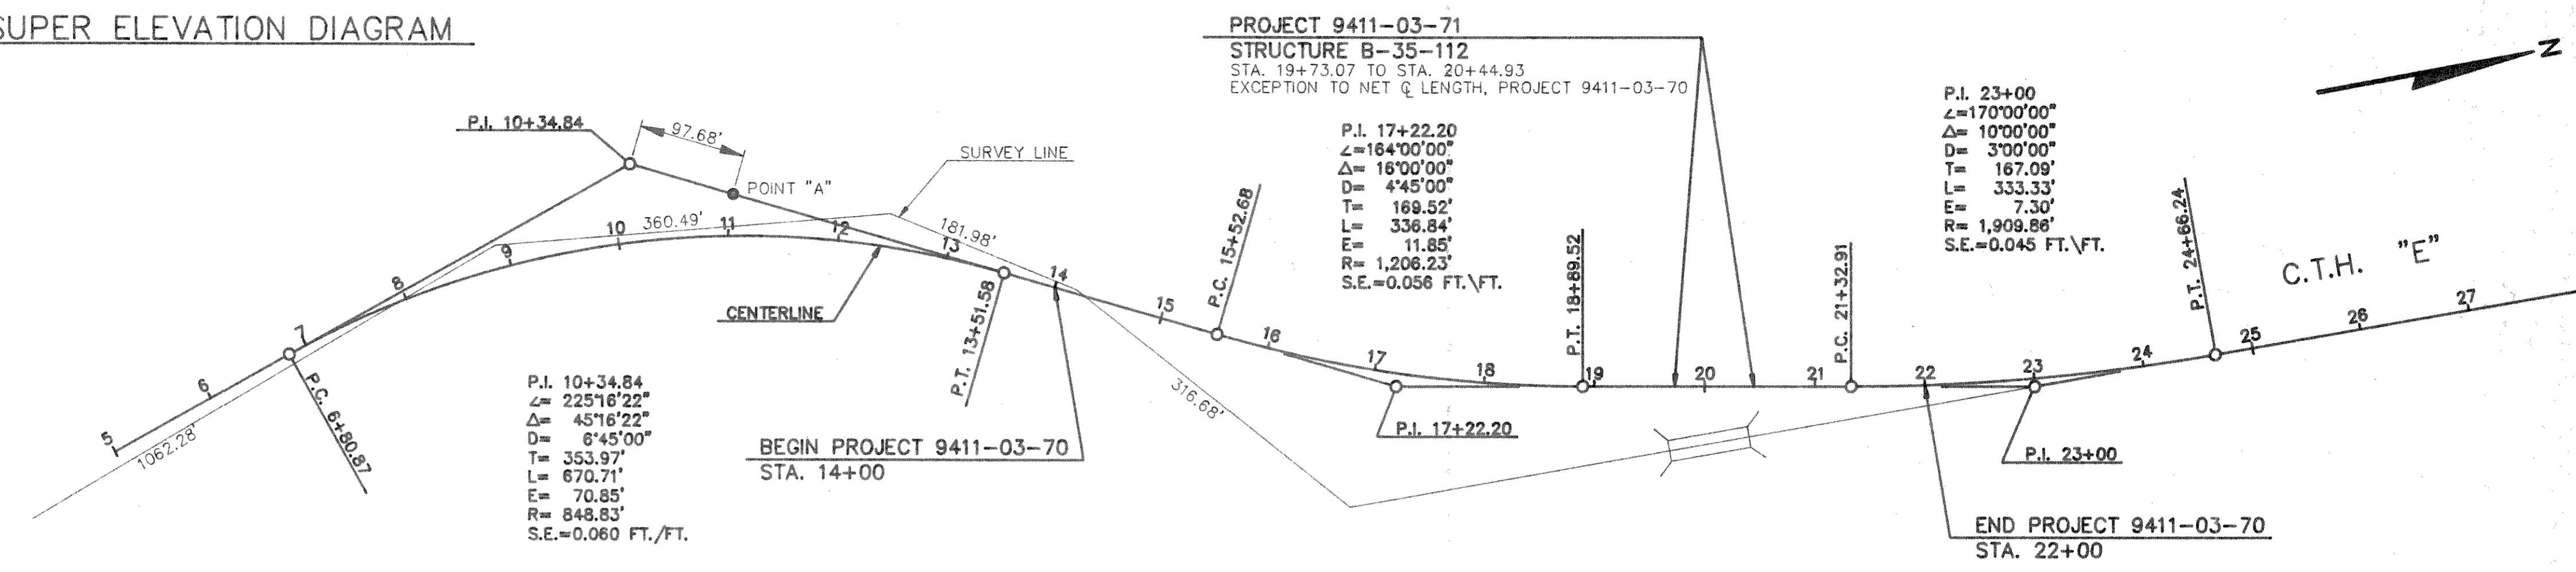 SUPER ELEVATION DIAGRAM
PROJECT 9411-03-71
STRUCTURE B-35-112
STA. 19+73.07 TO STA. 20+44.93
EXCEPTION TO NET ℄ LENGTH, PROJECT 9411-03-70
N
P.I. 10+34.84
97.68'
POINT "A"
SURVEY LINE
P.I. 17+22.20
∠=164°00'00"
Δ= 16°00'00"
D= 4°45'00"
T= 169.52'
L= 336.84'
E= 11.85'
R= 1,206.23'
S.E.=0.056 FT.\FT.
P.I. 23+00
∠=170°00'00"
Δ= 10°00'00"
D= 3°00'00"
T= 167.09'
L= 333.33'
E= 7.30'
R= 1,909.86'
S.E.=0.045 FT.\FT.
C.T.H. "E"
5
6
7
8
9
10
11
12
13
14
15
16
17
18
19
20
21
22
23
24
25
26
27
1062.28'
360.49'
181.98'
316.68'
P.C. 6+80.87
P.T. 13+51.58
P.C. 15+52.68
P.T. 18+89.52
P.C. 21+32.91
P.T. 24+66.24
CENTERLINE
P.I. 10+34.84
∠= 225°16'22"
Δ= 45°16'22"
D= 6°45'00"
T= 353.97'
L= 670.71'
E= 70.85'
R= 848.83'
S.E.=0.060 FT./FT.
BEGIN PROJECT 9411-03-70
STA. 14+00
P.I. 17+22.20
P.I. 23+00
END PROJECT 9411-03-70
STA. 22+00